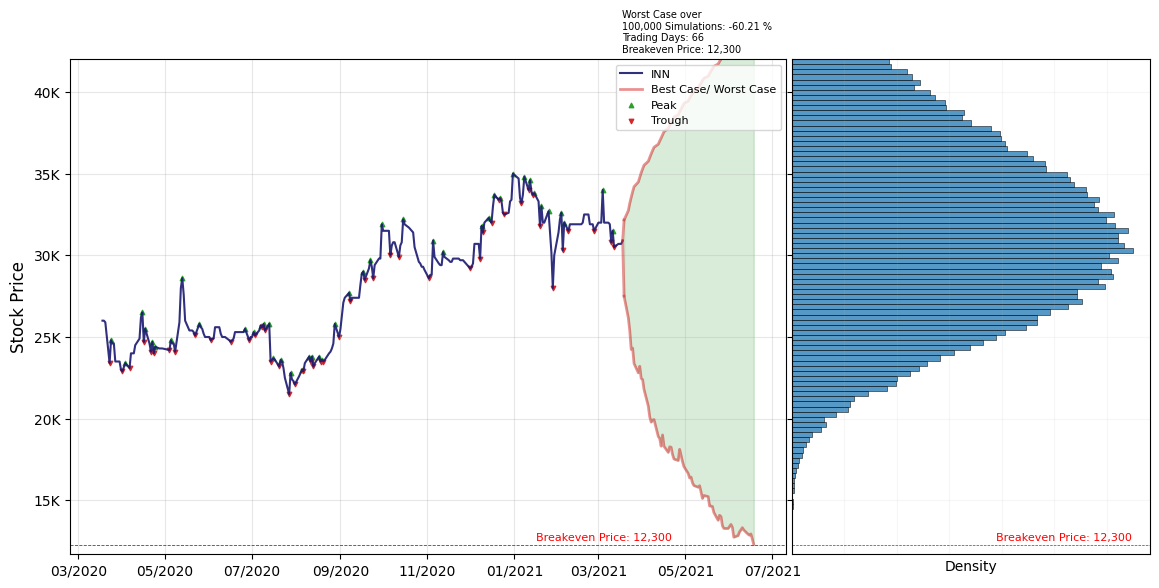 Worst Case over
100,000 Simulations: -60.21 %
Trading Days: 66
Breakeven Price: 12,300
INN
Best Case/ Worst Case
Peak
Trough
Stock Price
40K
35K
30K
25K
20K
15K
Breakeven Price: 12,300
Breakeven Price: 12,300
03/2020 05/2020 07/2020 09/2020 11/2020 01/2021 03/2021 05/2021 07/2021
Density